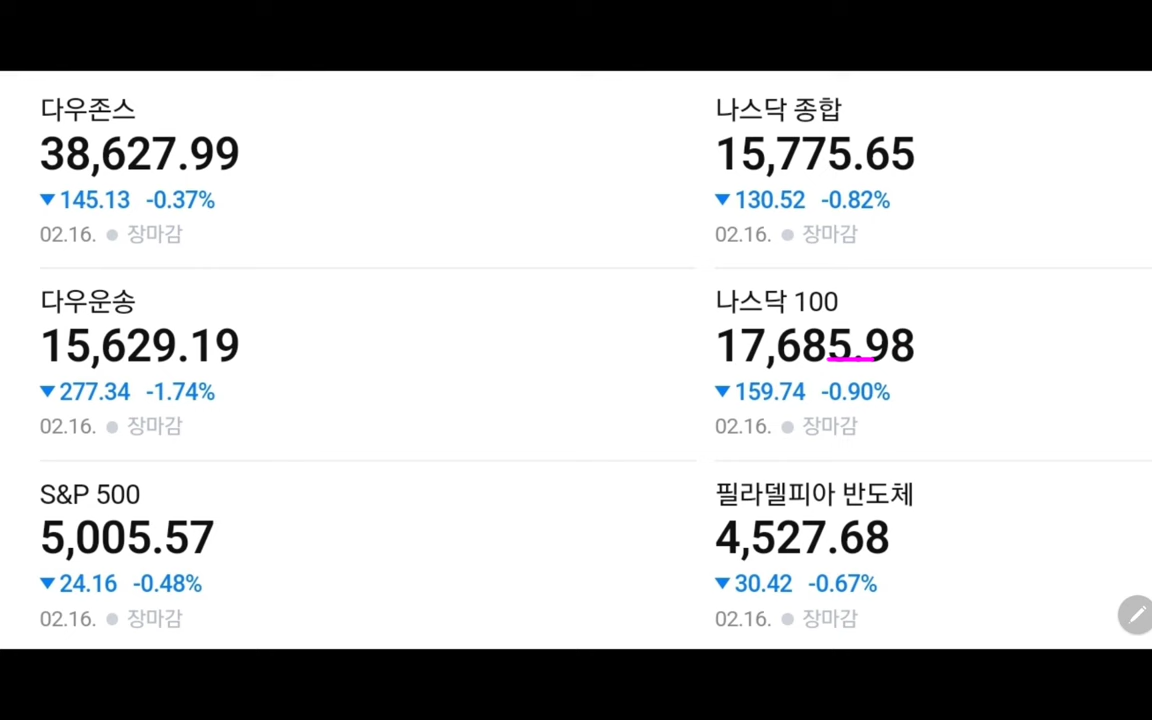 다우존스
38,627.99
▼145.13 -0.37%
02.16. ● 장마감
나스닥 종합
15,775.65
▼130.52 -0.82%
02.16. ● 장마감
다우운송
15,629.19
▼277.34 -1.74%
02.16. ● 장마감
나스닥 100
17,685.98
▼159.74 -0.90%
02.16. ● 장마감
S&P 500
5,005.57
▼24.16 -0.48%
02.16. ● 장마감
필라델피아 반도체
4,527.68
▼30.42 -0.67%
02.16. ● 장마감